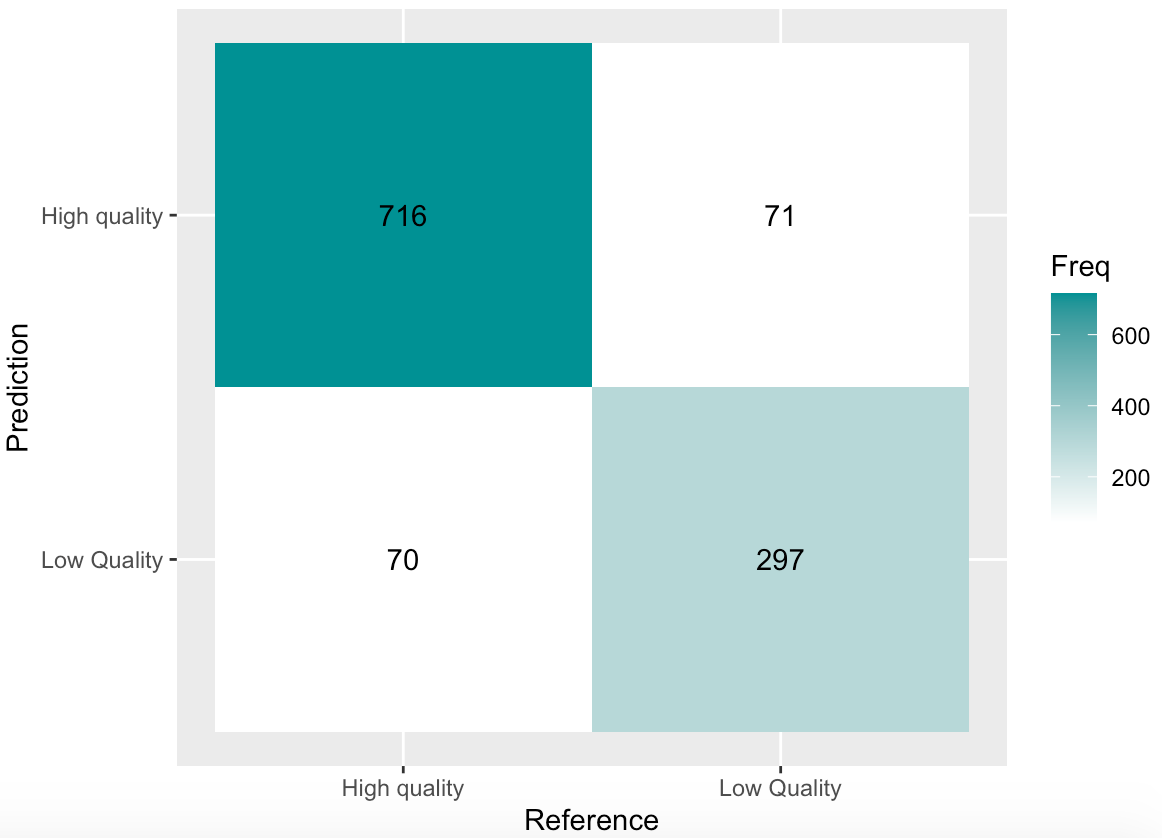 High quality
716
71
Prediction
Low Quality
70
297
High quality
Low Quality
Reference
Freq
600
400
200